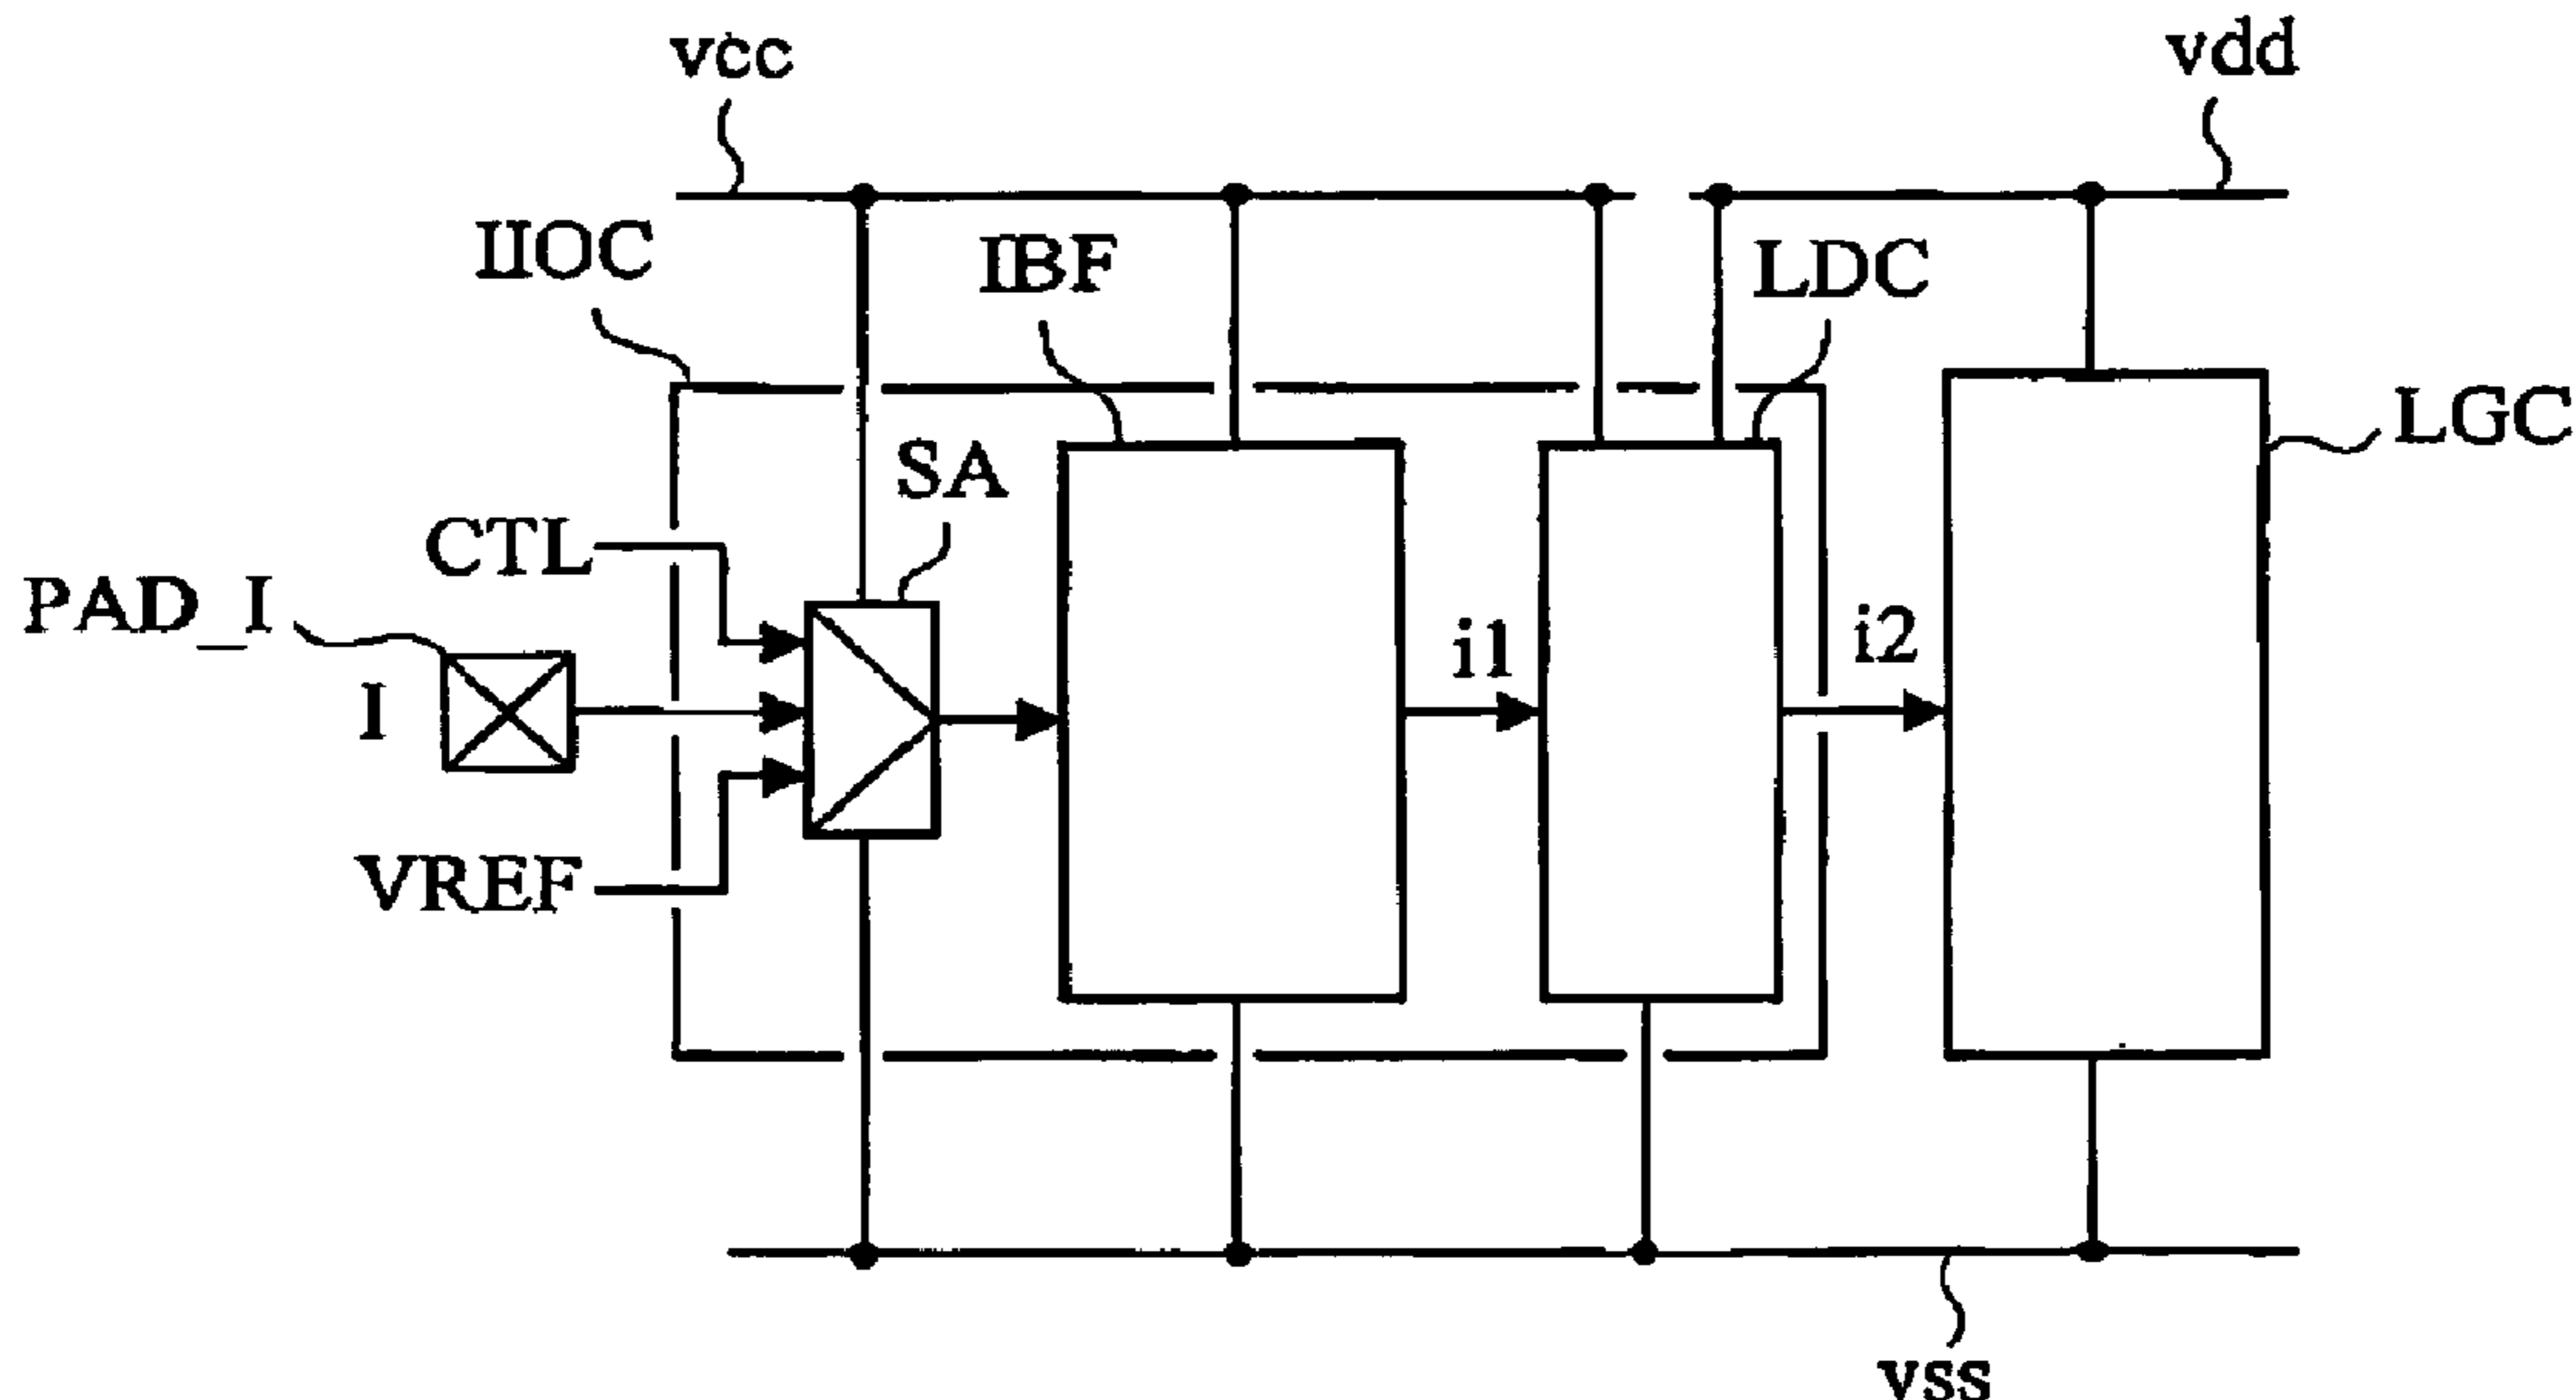 vcc
vdd
IIOC
IBF
LDC
LGC
SA
CTL
PAD_I
I
i1
i2
VREF
vss